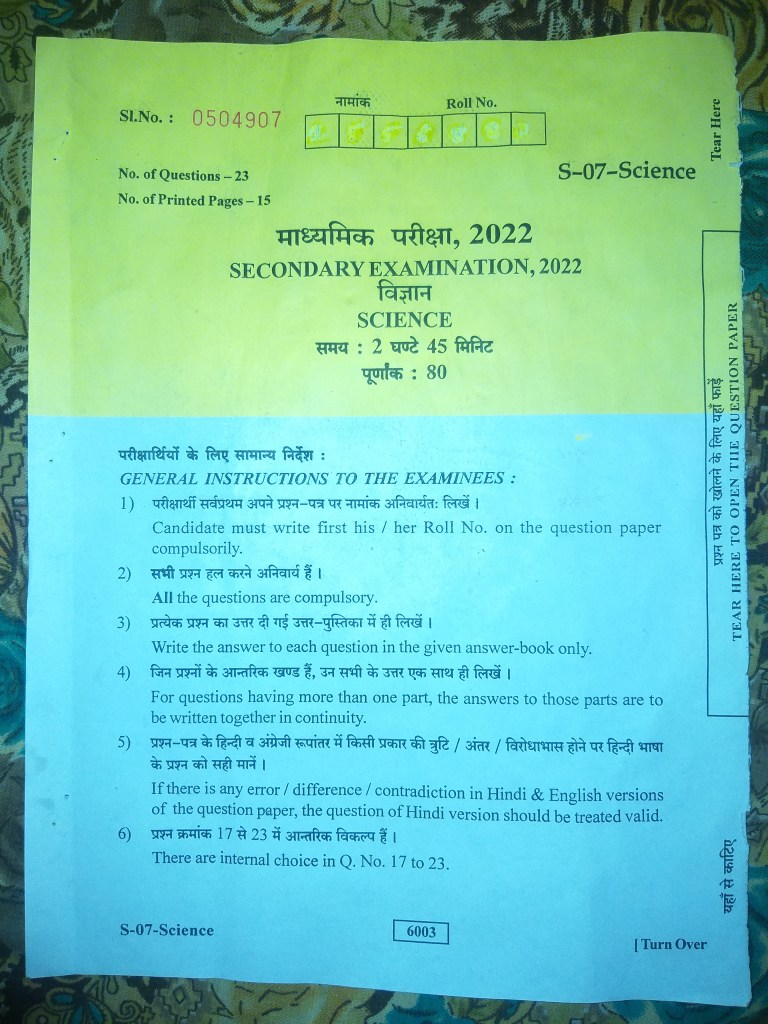 नामांक Roll No.
Sl.No. : 0504907
Tear Here
No. of Questions – 23
S–07–Science
No. of Printed Pages – 15
माध्यमिक परीक्षा, 2022
SECONDARY EXAMINATION, 2022
विज्ञान
SCIENCE
समय : 2 घण्टे 45 मिनिट
पूर्णांक : 80
परीक्षार्थियों के लिए सामान्य निर्देश :
GENERAL INSTRUCTIONS TO THE EXAMINEES :
1) परीक्षार्थी सर्वप्रथम अपने प्रश्न–पत्र पर नामांक अनिवार्यतः लिखें ।
Candidate must write first his / her Roll No. on the question paper
compulsorily.
2) सभी प्रश्न हल करने अनिवार्य हैं ।
All the questions are compulsory.
3) प्रत्येक प्रश्न का उत्तर दी गई उत्तर–पुस्तिका में ही लिखें ।
Write the answer to each question in the given answer-book only.
4) जिन प्रश्नों के आन्तरिक खण्ड हैं, उन सभी के उत्तर एक साथ ही लिखें ।
For questions having more than one part, the answers to those parts are to
be written together in continuity.
5) प्रश्न–पत्र के हिन्दी व अंग्रेजी रूपांतर में किसी प्रकार की त्रुटि / अंतर / विरोधाभास होने पर हिन्दी भाषा
के प्रश्न को सही मानें ।
If there is any error / difference / contradiction in Hindi & English versions
of the question paper, the question of Hindi version should be treated valid.
6) प्रश्न क्रमांक 17 से 23 में आन्तरिक विकल्प हैं ।
There are internal choice in Q. No. 17 to 23.
प्रश्न पत्र को खोलने के लिए यहाँ फाड़ें
TEAR HERE TO OPEN THE QUESTION PAPER
यहाँ से काटिए
S-07-Science
6003
[ Turn Over